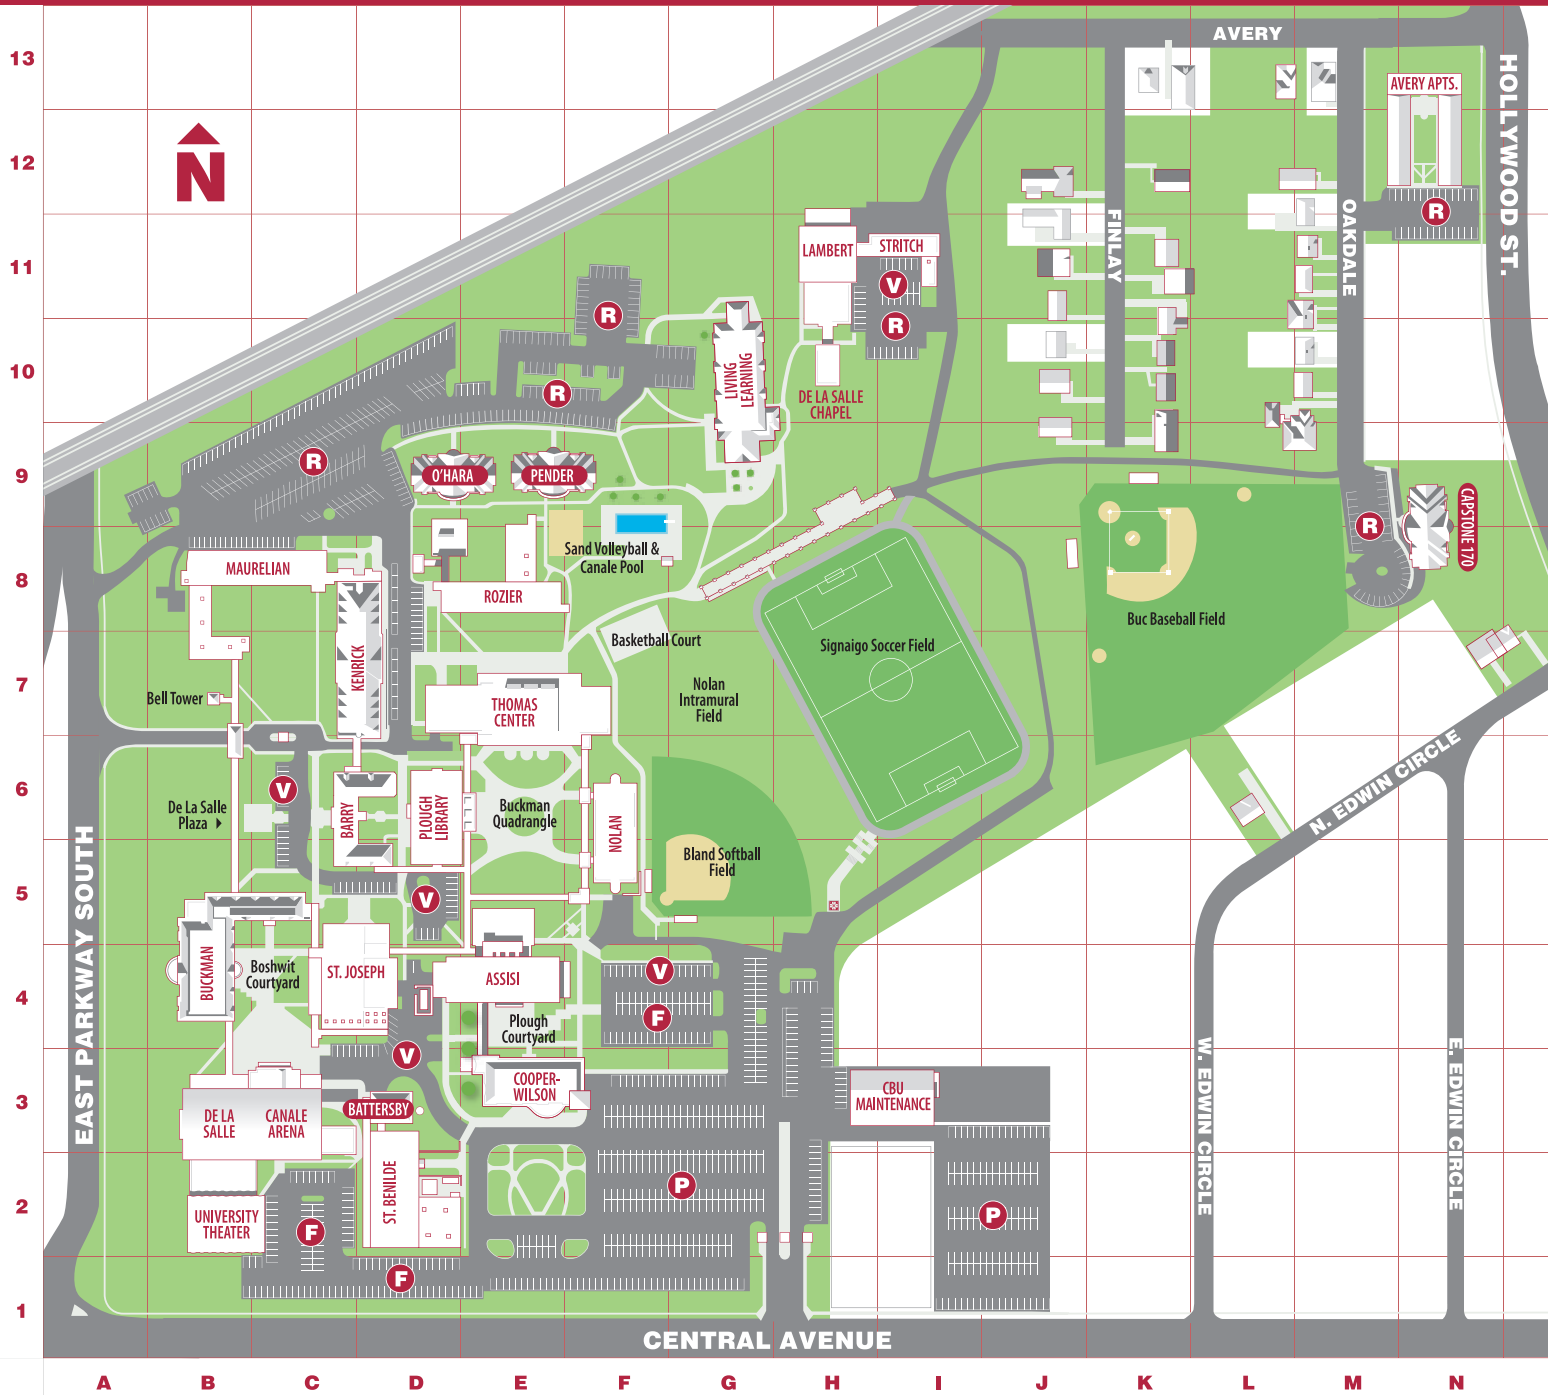 AVERY
13
HOLLYWOOD ST.
AVERY APTS.
N
12
R
OAKDALE
FINLAY
LAMBERT
STRITCH
11
V
R
R
LIVING
LEARNING
10
R
DE LA SALLE
CHAPEL
R
9
O'HARA
PENDER
CAPSTONE 170
R
Sand Volleyball &
Canale Pool
MAURELIAN
8
ROZIER
Buc Baseball Field
Basketball Court
Signaigo Soccer Field
KENRICK
7
Bell Tower
Nolan
Intramural
Field
THOMAS
CENTER
N. EDWIN CIRCLE
6
V
De La Salle
Plaza
BARRY
PLOUGH
LIBRARY
Buckman
Quadrangle
NOLAN
Bland Softball
Field
EAST PARKWAY SOUTH
5
V
BUCKMAN
Boshwit
Courtyard
ST. JOSEPH
ASSISI
V
4
F
Plough
Courtyard
V
W. EDWIN CIRCLE
E. EDWIN CIRCLE
COOPER-
WILSON
CBU
MAINTENANCE
3
BATTERSBY
DE LA
SALLE
CANALE
ARENA
ST. BENILDE
P
2
UNIVERSITY
THEATER
F
P
F
1
CENTRAL AVENUE
A B C D E F G H I J K L M N